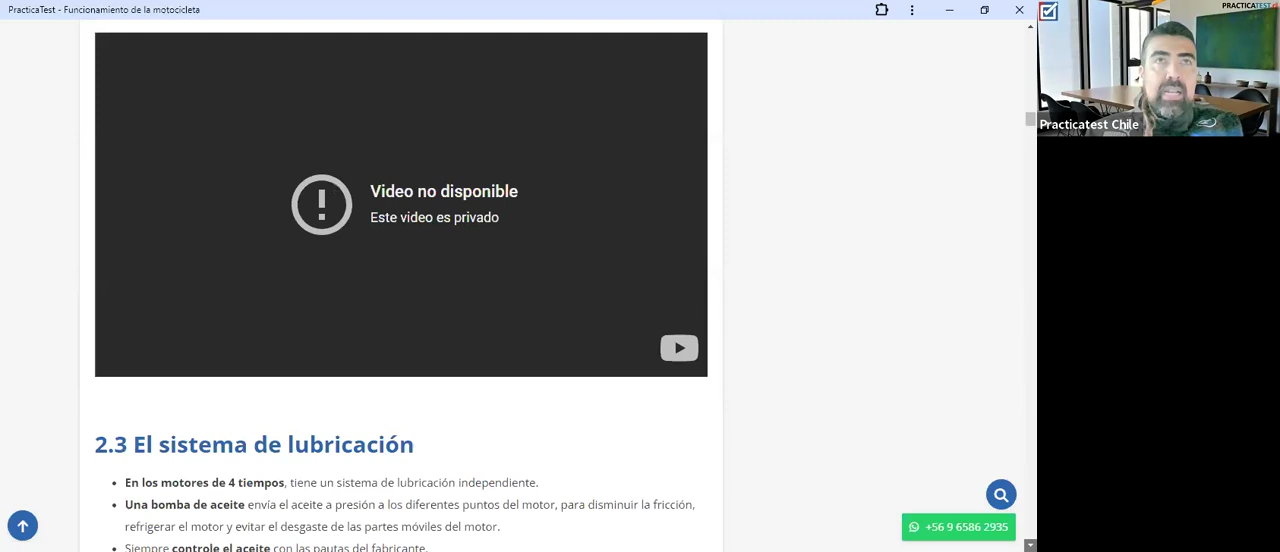 PracticaTest - Funcionamiento de la motocicleta
PRACTICATEST
Practicatest Chile
Video no disponible
Este video es privado
2.3 El sistema de lubricación
En los motores de 4 tiempos, tiene un sistema de lubricación independiente.
Una bomba de aceite envía el aceite a presión a los diferentes puntos del motor, para disminuir la fricción,
refrigerar el motor y evitar el desgaste de las partes móviles del motor.
Siempre controle el aceite con las pautas del fabricante.
+56 9 6586 2935